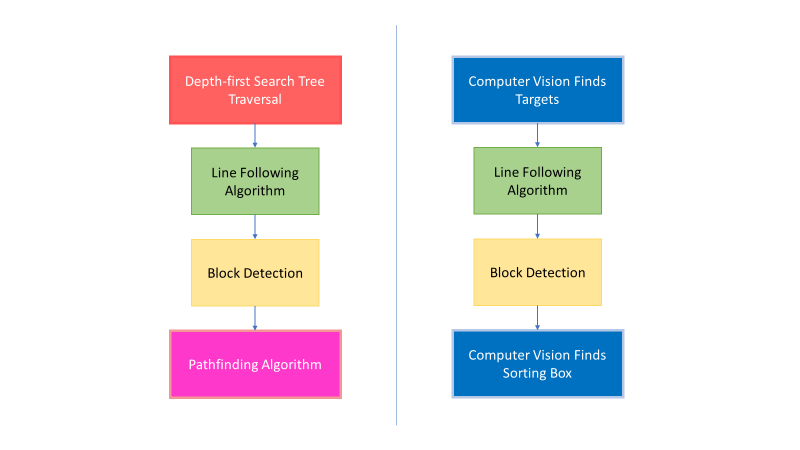 Depth-first Search Tree
Traversal
Line Following
Algorithm
Block Detection
Pathfinding Algorithm
Computer Vision Finds
Targets
Line Following
Algorithm
Block Detection
Computer Vision Finds
Sorting Box